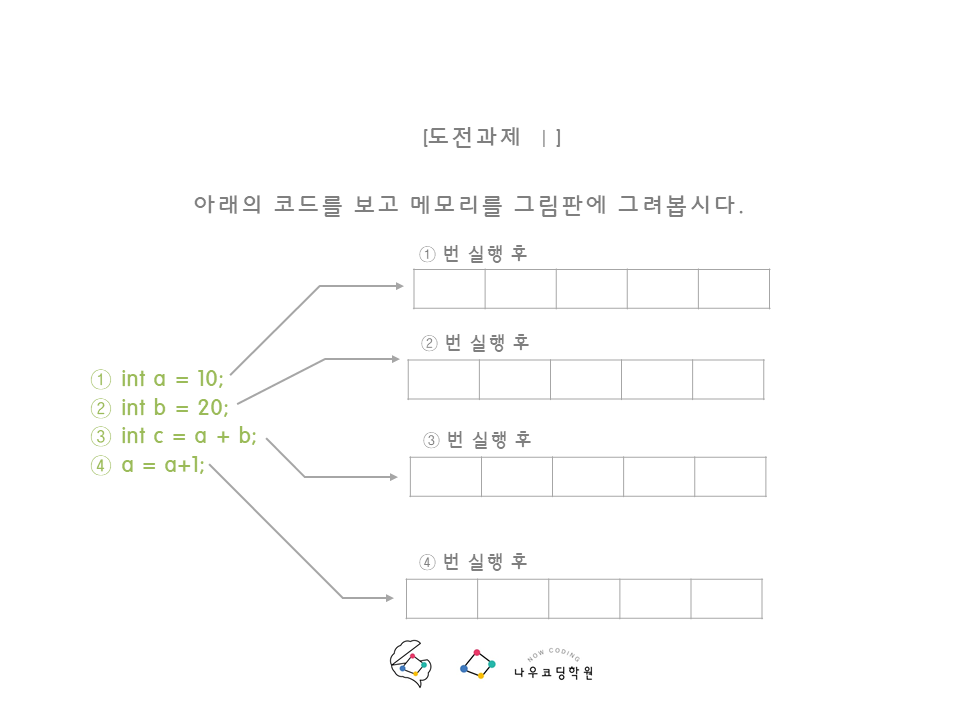 [도전과제 |]
아래의 코드를 보고 메모리를 그림판에 그려봅시다.
① 번 실행 후
② 번 실행 후
① int a = 10;
② int b = 20;
③ int c = a + b;
④ a = a+1;
③ 번 실행 후
④ 번 실행 후
NOW CODING
나우코딩학원